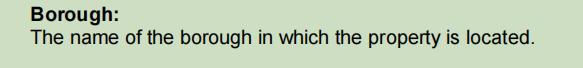 Borough:
The name of the borough in which the property is located.